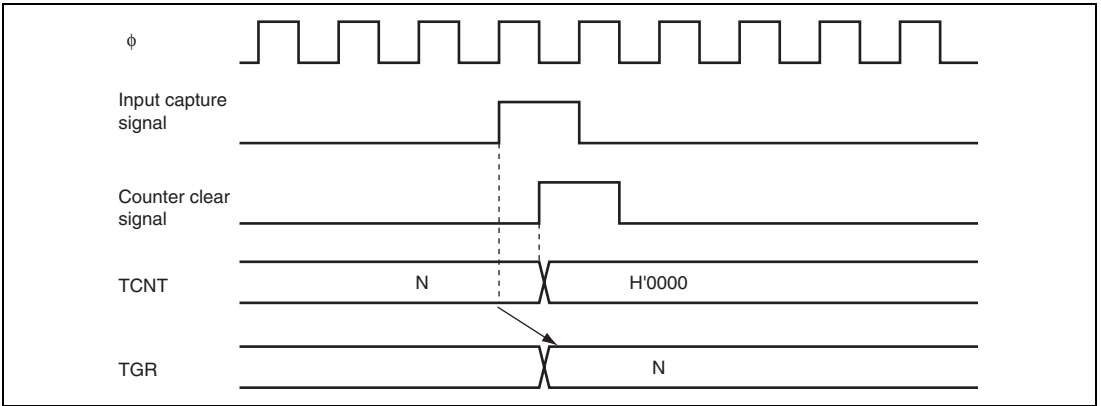 ϕ
Input capture
signal
Counter clear
signal
TCNT
N
H'0000
TGR
N